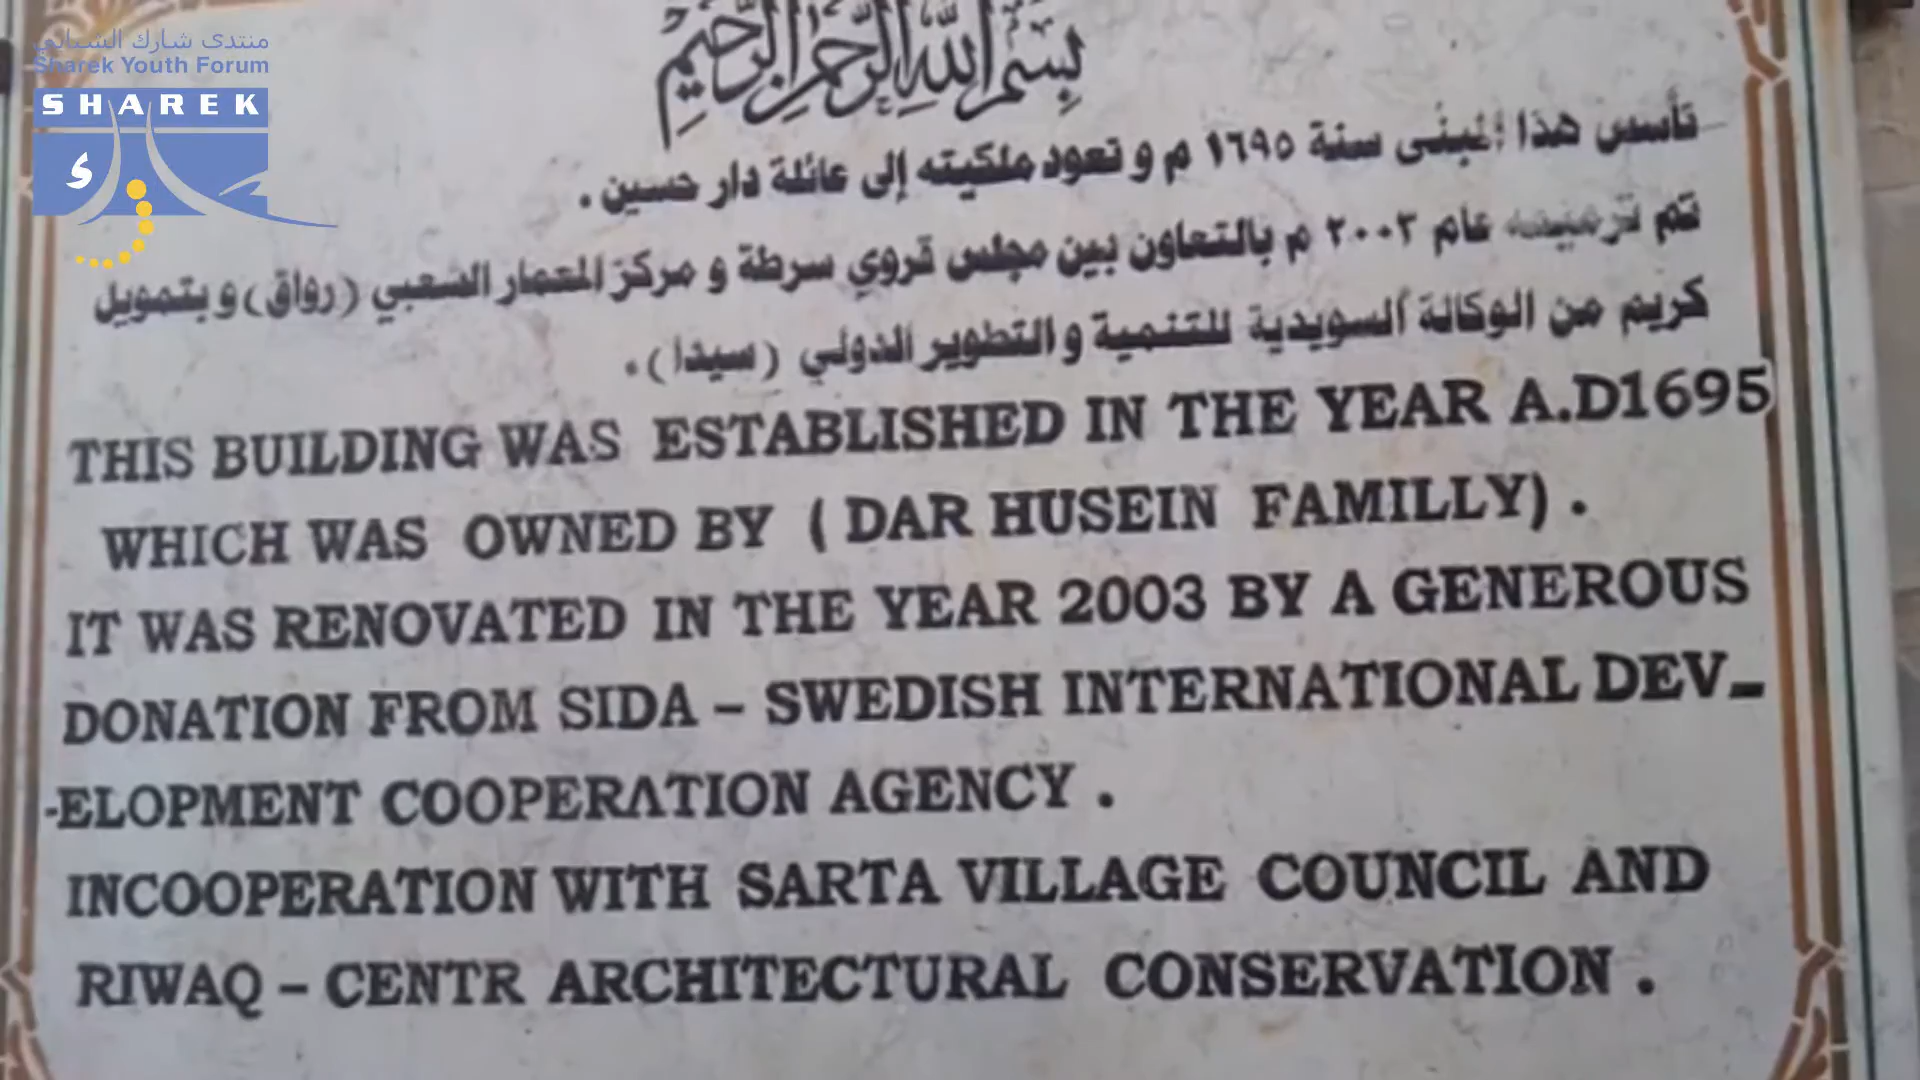 منتدى شارك الشبابي
Sharek Youth Forum
SHAREK
بسم الله الرحمن الرحيم
تأسس هذا المبنى سنة ١٦٩٥ م و تعود ملكيته إلى عائلة دار حسين .
تم ترميمه عام ٢٠٠٣ م بالتعاون بين مجلس قروي سرطة و مركز المعمار الشعبي (رواق) و بتمويل
كريم من الوكالة السويدية للتنمية و التطوير الدولي (سيدا) .
THIS BUILDING WAS ESTABLISHED IN THE YEAR A.D1695
WHICH WAS OWNED BY ( DAR HUSEIN FAMILLY) .
IT WAS RENOVATED IN THE YEAR 2003 BY A GENEROUS
DONATION FROM SIDA – SWEDISH INTERNATIONAL DEV-
-ELOPMENT COOPERATION AGENCY .
INCOOPERATION WITH SARTA VILLAGE COUNCIL AND
RIWAQ – CENTR ARCHITECTURAL CONSERVATION .